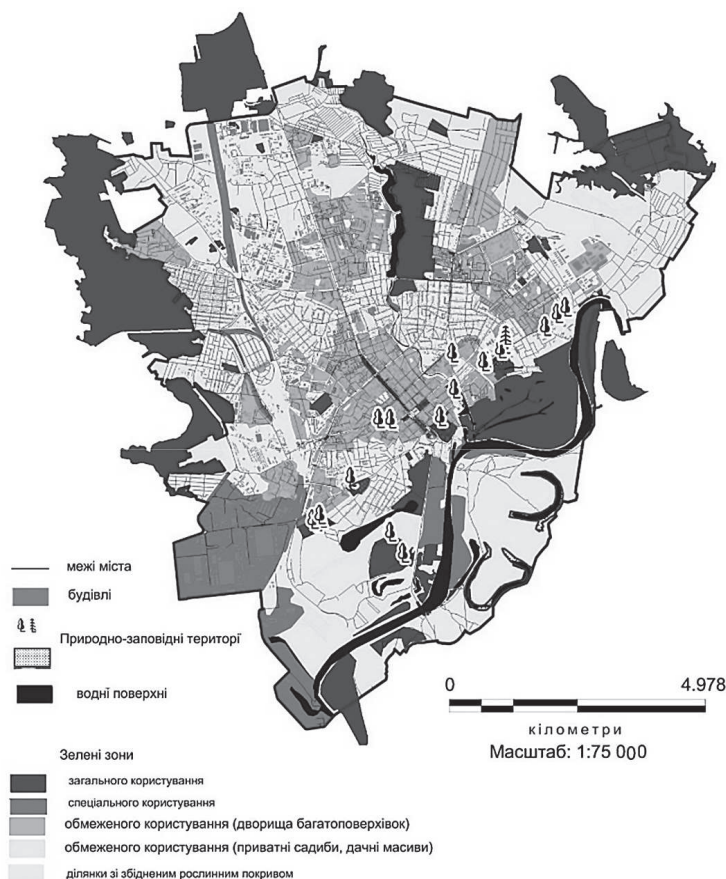 межі міста
будівлі
Природно-заповідні території
водні поверхні
0 4.978
кілометри
Масштаб: 1:75 000
Зелені зони
загального користування
спеціального користування
обмеженого користування (дворища багатоповерхівок)
обмеженого користування (приватні садиби, дачні масиви)
ділянки зі збідненим рослинним покривом